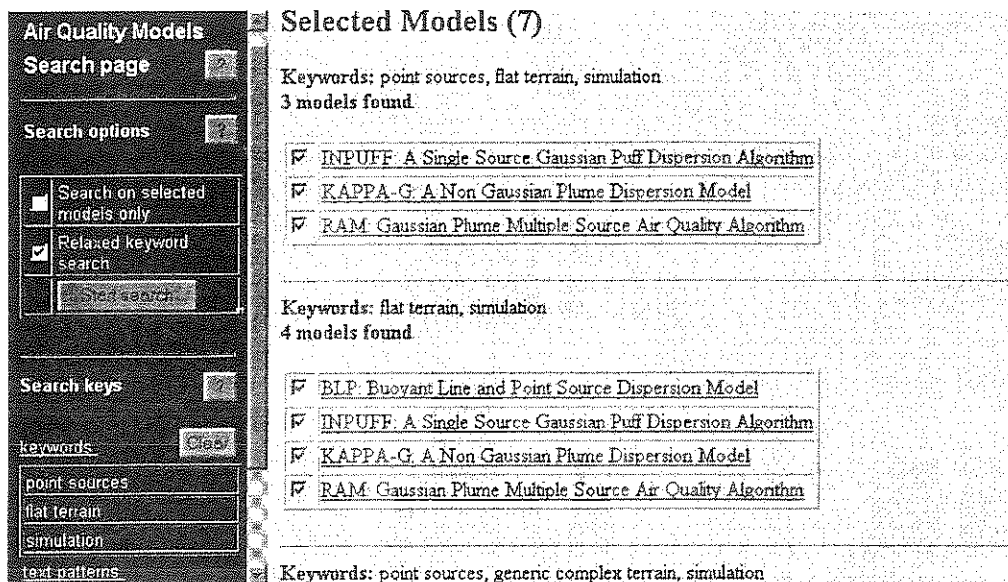 Air Quality Models
Search page ?
Search options ?
Search on selected
models only
Relaxed keyword
search
Start search
Search keys ?
keywords Clear
point sources
flat terrain
simulation
text patterns
Selected Models (7)
Keywords: point sources, flat terrain, simulation
3 models found.
INPUFF: A Single Source Gaussian Puff Dispersion Algorithm
KAPPA-G: A Non Gaussian Plume Dispersion Model
RAM: Gaussian Plume Multiple Source Air Quality Algorithm
Keywords: flat terrain, simulation
4 models found.
BLP: Buoyant Line and Point Source Dispersion Model
INPUFF: A Single Source Gaussian Puff Dispersion Algorithm
KAPPA-G: A Non Gaussian Plume Dispersion Model
RAM: Gaussian Plume Multiple Source Air Quality Algorithm
Keywords: point sources, generic complex terrain, simulation